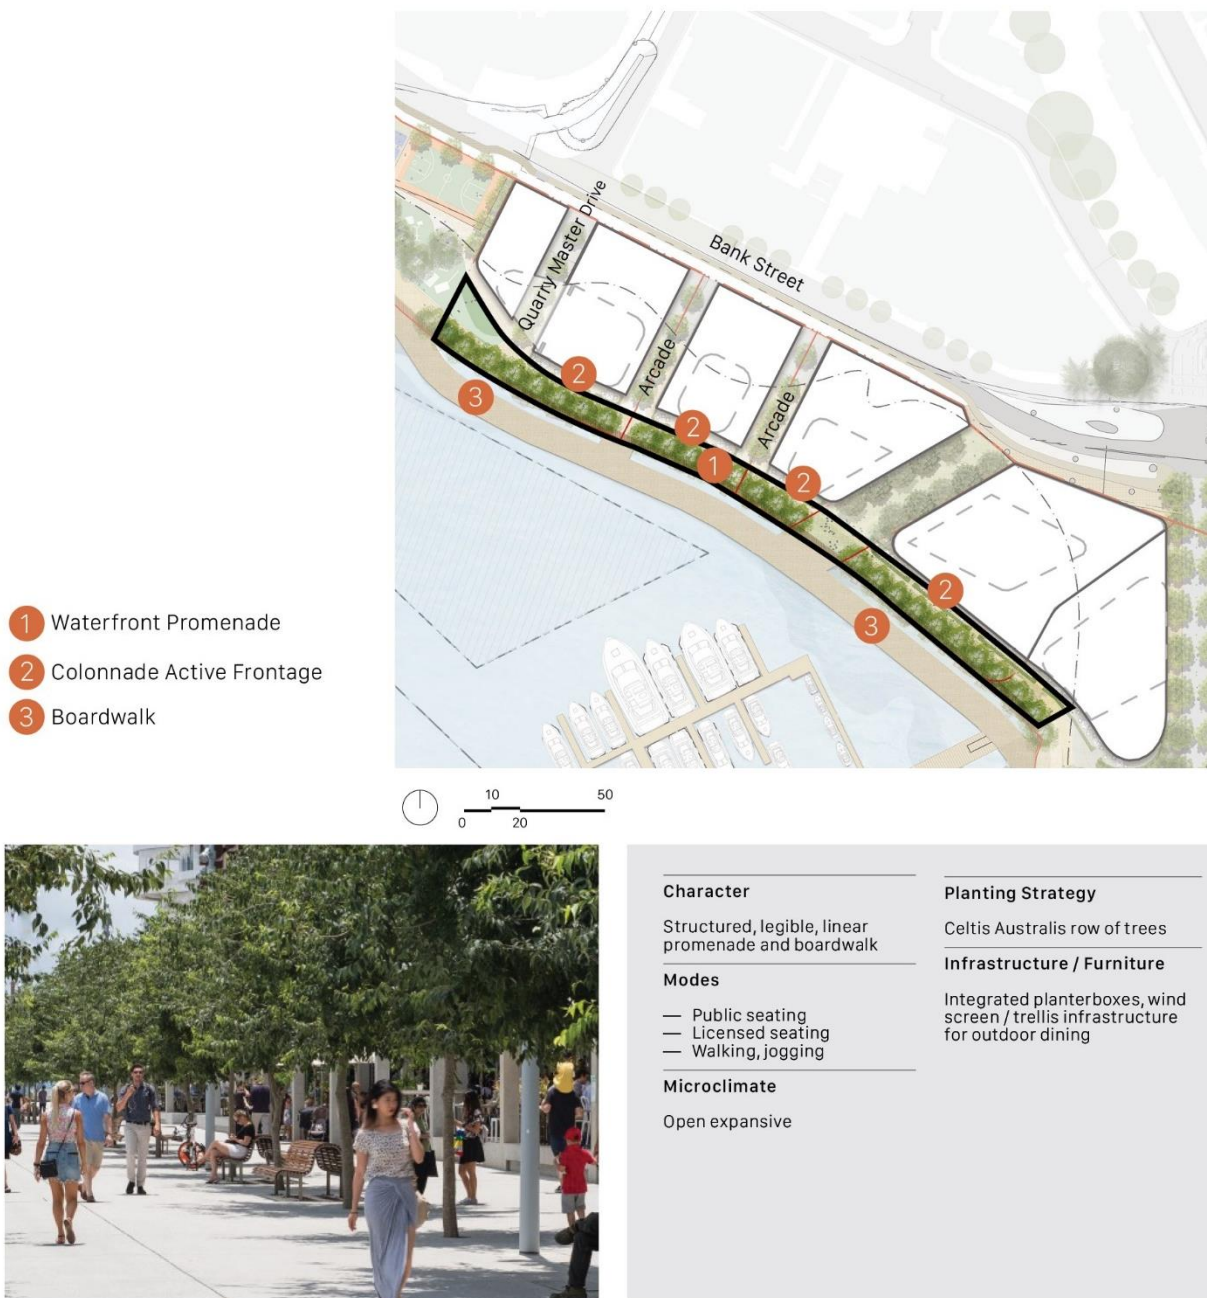 Quarry Master Drive
Bank Street
Arcade
Arcade
2
3
2
1
2
2
3
1 Waterfront Promenade
2 Colonnade Active Frontage
3 Boardwalk
10 50
0 20
Character
Structured, legible, linear
promenade and boardwalk
Modes
— Public seating
— Licensed seating
— Walking, jogging
Microclimate
Open expansive
Planting Strategy
Celtis Australis row of trees
Infrastructure / Furniture
Integrated planterboxes, wind
screen / trellis infrastructure
for outdoor dining